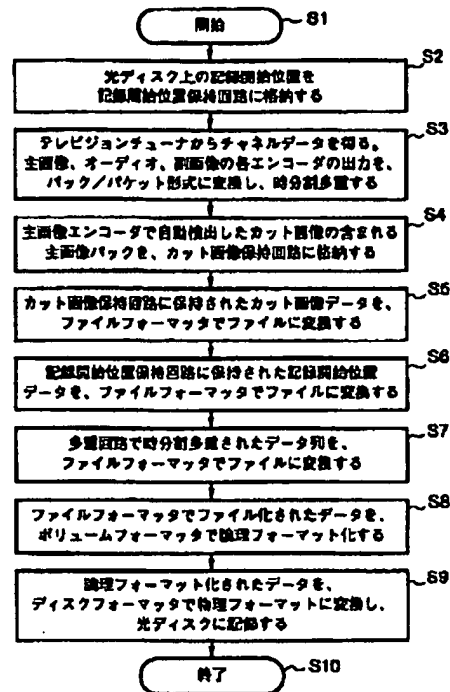 開始
S1
S2
光ディスク上の記録開始位置を
記録開始位置保持回路に格納する
S3
テレビジョンチューナからチャネルデータを得る。
主画像、オーディオ、副画像の各エンコーダの出力を、
パック/パケット形式に変換し、時分割多重する
S4
主画像エンコーダで自動検出したカット画像の含まれる
主画像パックを、カット画像保持回路に格納する
S5
カット画像保持回路に保持されたカット画像データを、
ファイルフォーマッタでファイルに変換する
S6
記録開始位置保持回路に保持された記録開始位置
データを、ファイルフォーマッタでファイルに変換する
S7
多重回路で時分割多重されたデータ列を、
ファイルフォーマッタでファイルに変換する
S8
ファイルフォーマッタでファイル化されたデータを、
ボリュームフォーマッタで論理フォーマット化する
S9
論理フォーマット化されたデータを、
ディスクフォーマッタで物理フォーマットに変換し、
光ディスクに記録する
終了
S10